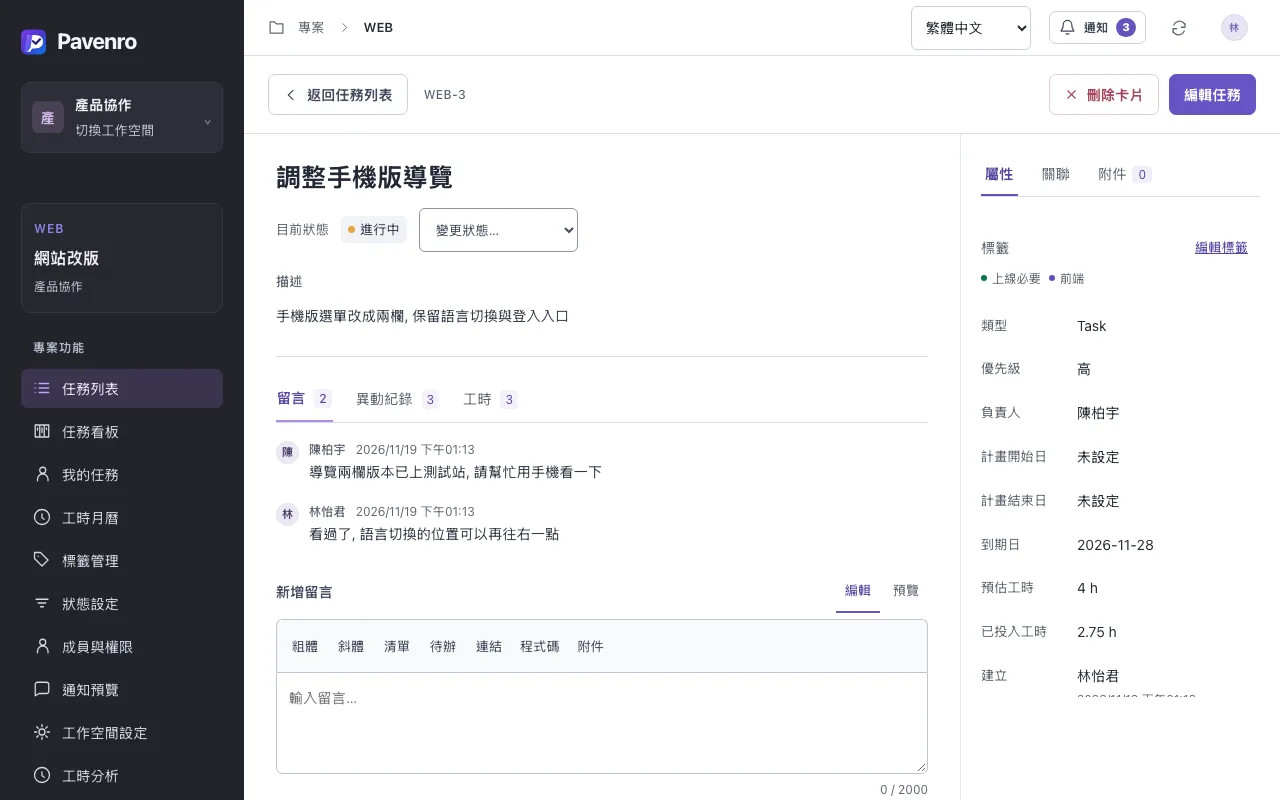 Pavenro
產
產品協作
切換工作空間
WEB
網站改版
產品協作
專案功能
任務列表
任務看板
我的任務
工時月曆
標籤管理
狀態設定
成員與權限
通知預覽
工作空間設定
工時分析
專案
WEB
繁體中文
通知 3
林
返回任務列表
WEB-3
刪除卡片
編輯任務
調整手機版導覽
目前狀態 進行中 變更狀態...
描述
手機版選單改成兩欄, 保留語言切換與登入入口
留言 2 異動紀錄 3 工時 3
陳 陳柏宇 2026/11/19 下午01:13
導覽兩欄版本已上測試站, 請幫忙用手機看一下
林 林怡君 2026/11/19 下午01:13
看過了, 語言切換的位置可以再往右一點
新增留言
編輯 預覽
粗體 斜體 清單 待辦 連結 程式碼 附件
輸入留言...
0 / 2000
屬性 關聯 附件 0
標籤 編輯標籤
上線必要 前端
類型 Task
優先級 高
負責人 陳柏宇
計畫開始日 未設定
計畫結束日 未設定
到期日 2026-11-28
預估工時 4 h
已投入工時 2.75 h
建立 林怡君